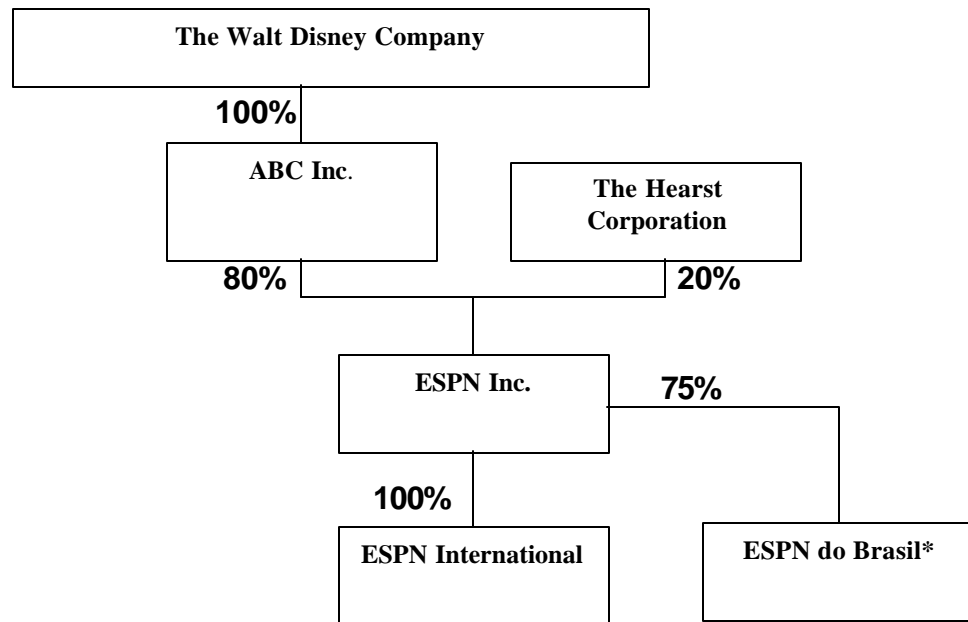 The Walt Disney Company
100%
ABC Inc.
The Hearst
Corporation
80%
20%
ESPN Inc.
75%
100%
ESPN International
ESPN do Brasil*